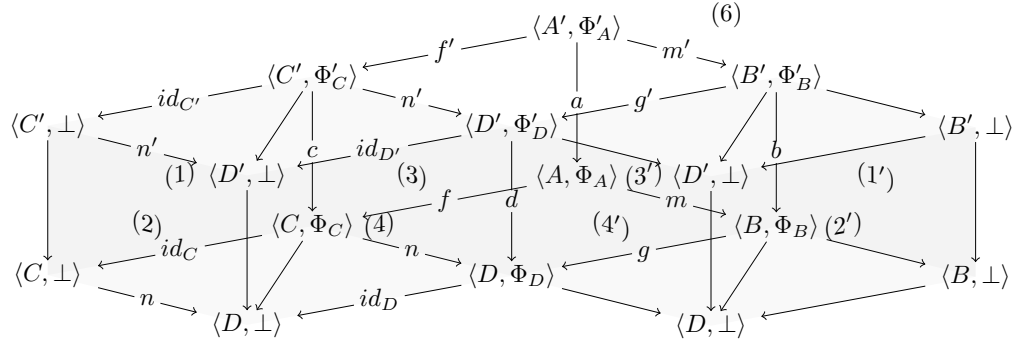 (6)
⟨A′, Φ′_A⟩
f′ m′
⟨C′, Φ′_C⟩ ⟨B′, Φ′_B⟩
id_{C′} n′ a g′
⟨C′, ⊥⟩ ⟨D′, Φ′_D⟩ ⟨B′, ⊥⟩
n′ c id_{D′} b
(1) ⟨D′, ⊥⟩ (3) ⟨A, Φ_A⟩ (3′) ⟨D′, ⊥⟩ (1′)
f d m
(2) ⟨C, Φ_C⟩ (4) (4′) ⟨B, Φ_B⟩ (2′)
id_C n g
⟨C, ⊥⟩ ⟨D, Φ_D⟩ ⟨B, ⊥⟩
n id_D
⟨D, ⊥⟩ ⟨D, ⊥⟩